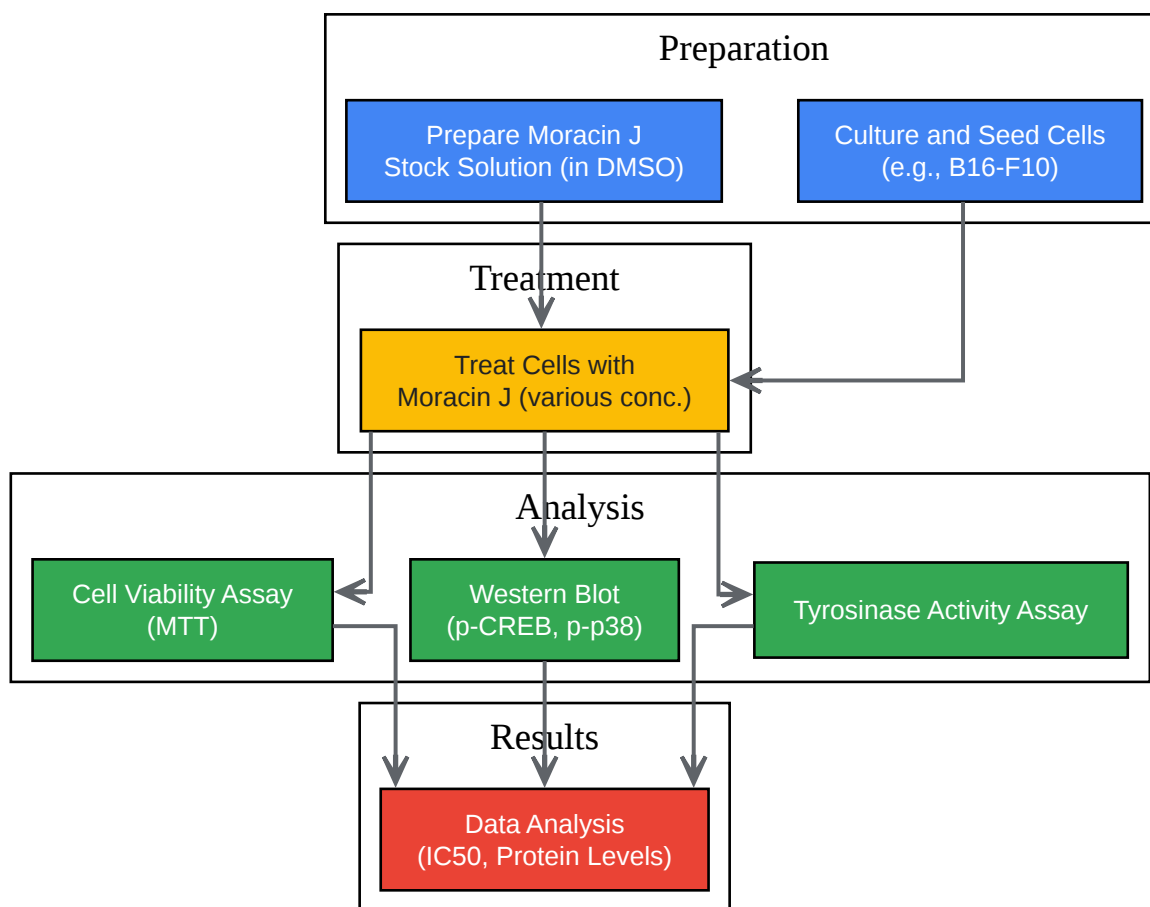 Preparation
Prepare Moracin J
Stock Solution (in DMSO)
Culture and Seed Cells
(e.g., B16-F10)
Treatment
Treat Cells with
Moracin J (various conc.)
Analysis
Cell Viability Assay
(MTT)
Western Blot
(p-CREB, p-p38)
Tyrosinase Activity Assay
Results
Data Analysis
(IC50, Protein Levels)